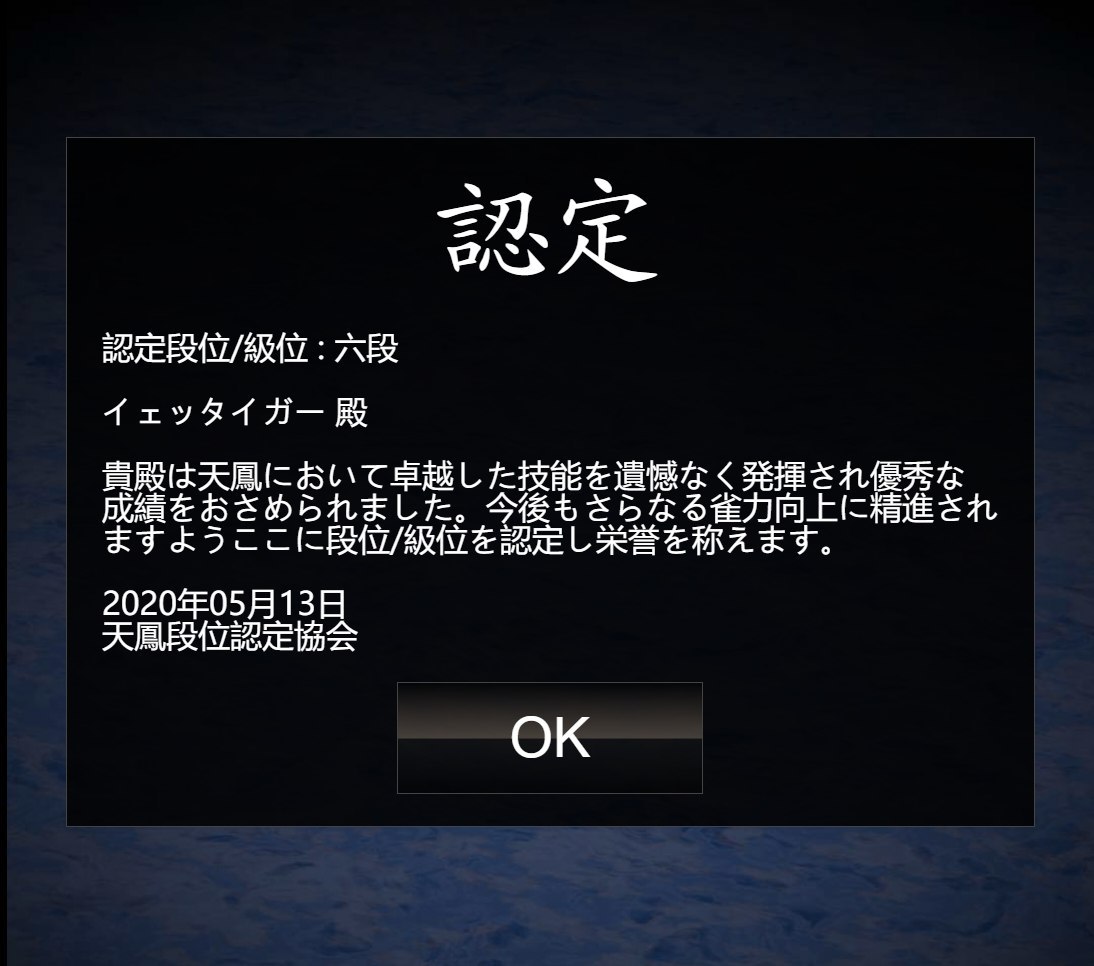 認定
認定段位/級位 : 六段
イェッタイガー 殿
貴殿は天鳳において卓越した技能を遺憾なく発揮され優秀な
成績をおさめられました。今後もさらなる雀力向上に精進され
ますようここに段位/級位を認定し栄誉を称えます。
2020年05月13日
天鳳段位認定協会
OK